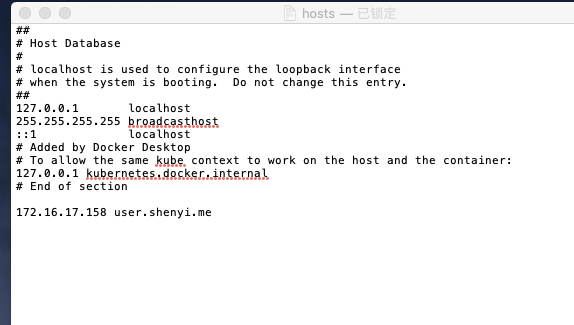 hosts — 已锁定
##
# Host Database
#
# localhost is used to configure the loopback interface
# when the system is booting.  Do not change this entry.
##
127.0.0.1       localhost
255.255.255.255 broadcasthost
::1             localhost
# Added by Docker Desktop
# To allow the same kube context to work on the host and the container:
127.0.0.1 kubernetes.docker.internal
# End of section
172.16.17.158 user.shenyi.me